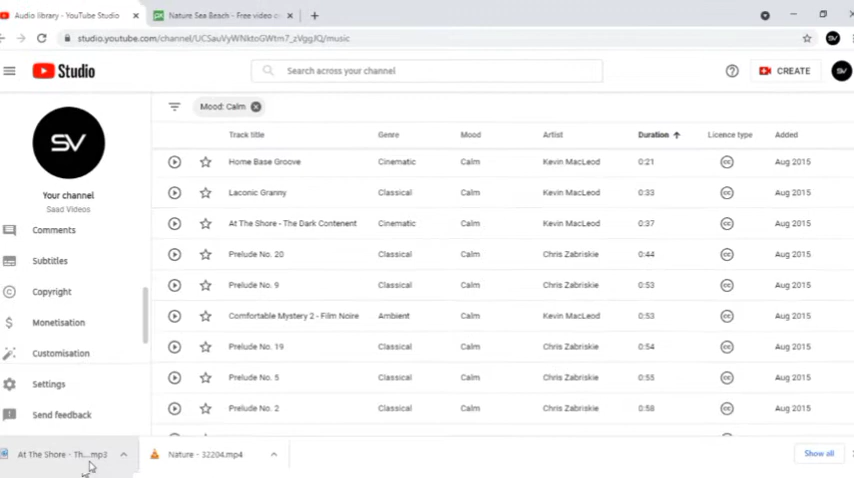 Audio library - YouTube Studio
Nature Sea Beach - Free video c
studio.youtube.com/channel/UCSauVyWNktoGWtm7_zVggJQ/music
SV
Studio
Search across your channel
CREATE
SV
SV
Your channel
Saad Videos
Comments
Subtitles
Copyright
Monetisation
Customisation
Settings
Send feedback
Mood: Calm
Track title Genre Mood Artist Duration Licence type Added
Home Base Groove Cinematic Calm Kevin MacLeod 0:21 Aug 2015
Laconic Granny Classical Calm Kevin MacLeod 0:33 Aug 2015
At The Shore - The Dark Contenent Cinematic Calm Kevin MacLeod 0:37 Aug 2015
Prelude No. 20 Classical Calm Chris Zabriskie 0:44 Aug 2015
Prelude No. 9 Classical Calm Chris Zabriskie 0:53 Aug 2015
Comfortable Mystery 2 - Film Noire Ambient Calm Kevin MacLeod 0:53 Aug 2015
Prelude No. 19 Classical Calm Chris Zabriskie 0:54 Aug 2015
Prelude No. 5 Classical Calm Chris Zabriskie 0:55 Aug 2015
Prelude No. 2 Classical Calm Chris Zabriskie 0:58 Aug 2015
At The Shore - Th....mp3
Nature - 32204.mp4
Show all